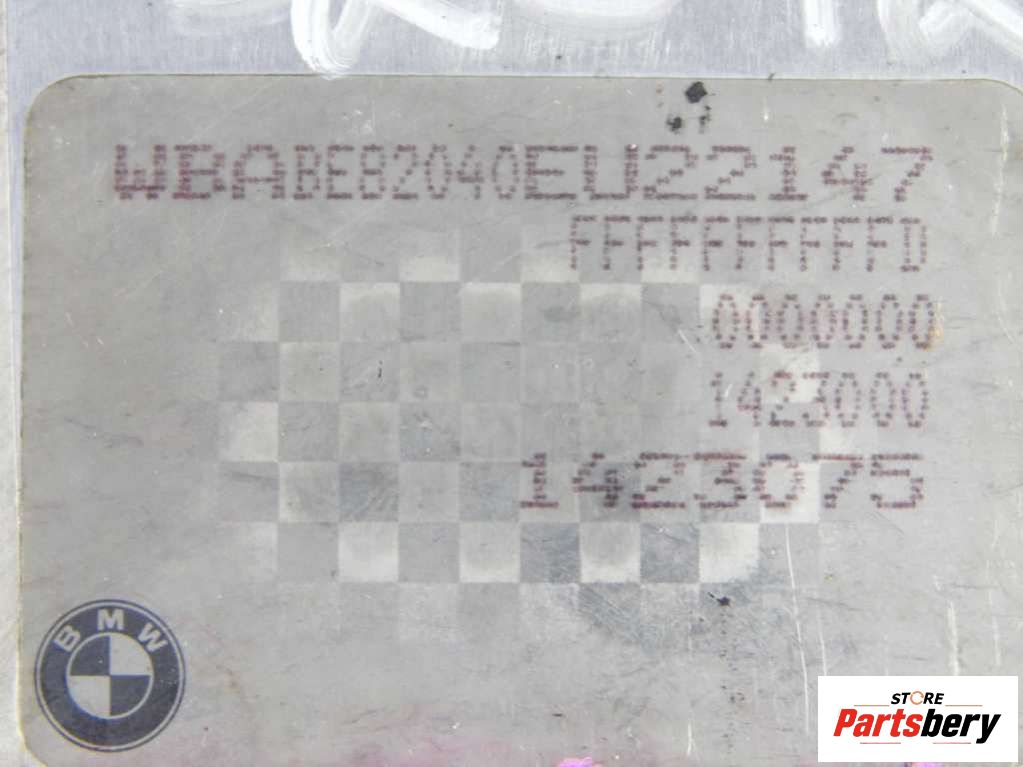 WBABE82040EU22147
FFFFFFFFFFD
0000000
1423000
1423075
BMW
STORE
Partsbery